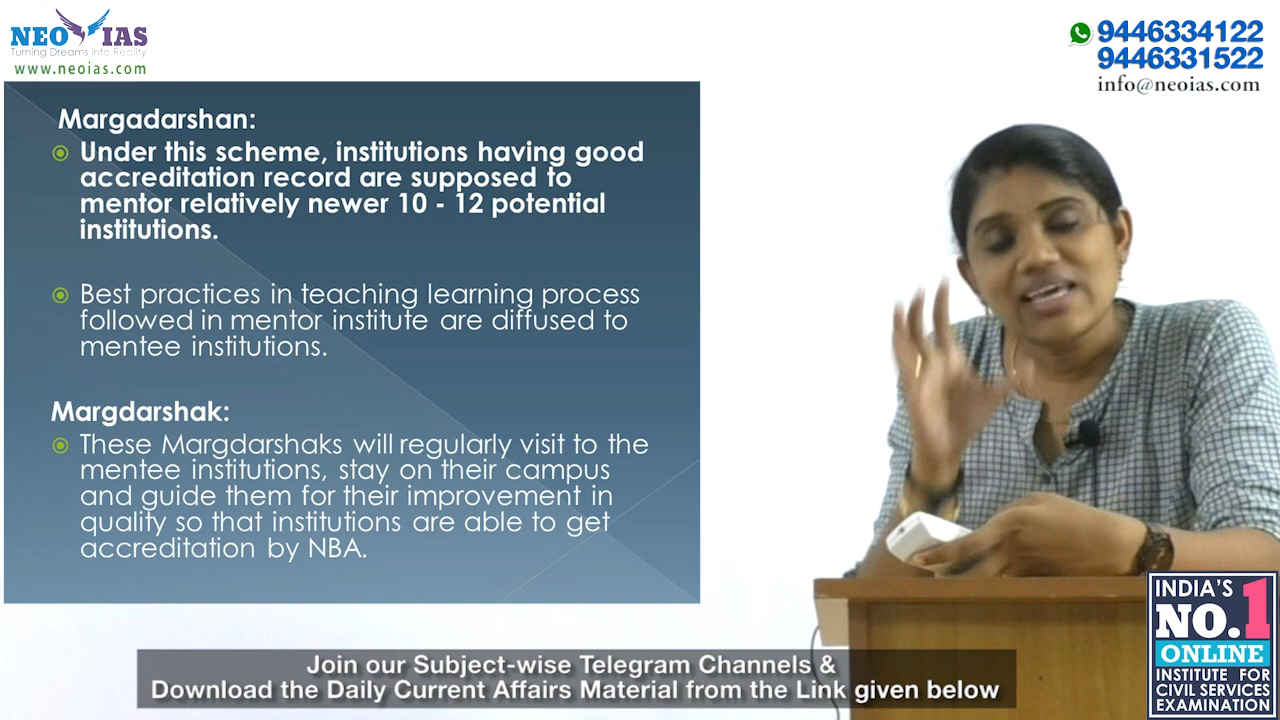 NEO IAS
Turning Dreams into Reality
www.neoias.com
9446334122
9446331522
info@neoias.com
Margadarshan:
Under this scheme, institutions having good
accreditation record are supposed to
mentor relatively newer 10 - 12 potential
institutions.
Best practices in teaching learning process
followed in mentor institute are diffused to
mentee institutions.
Margdarshak:
These Margdarshaks will regularly visit to the
mentee institutions, stay on their campus
and guide them for their improvement in
quality so that institutions are able to get
accreditation by NBA.
INDIA'S
NO.1
ONLINE
INSTITUTE FOR
CIVIL SERVICES
EXAMINATION
Join our Subject-wise Telegram Channels &
Download the Daily Current Affairs Material from the Link given below